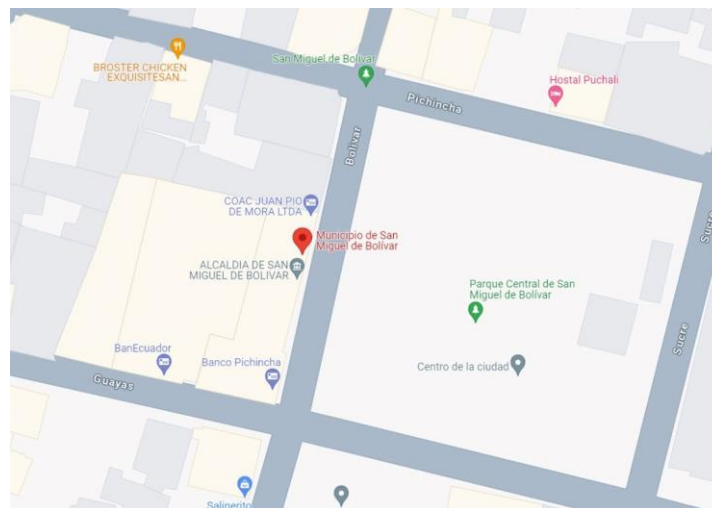 BROSTER CHICKEN
EXQUISITESAN...
San Miguel de Bolívar
Hostal Puchali
Pichincha
Bolívar
COAC JUAN PIO
DE MORA LTDA
Municipio de San
Miguel de Bolívar
ALCALDIA DE SAN
MIGUEL DE BOLIVAR
Sucre
Parque Central de San
Miguel de Bolívar
Sucre
BanEcuador
Banco Pichincha
Centro de la ciudad
Guayas
Salinerito